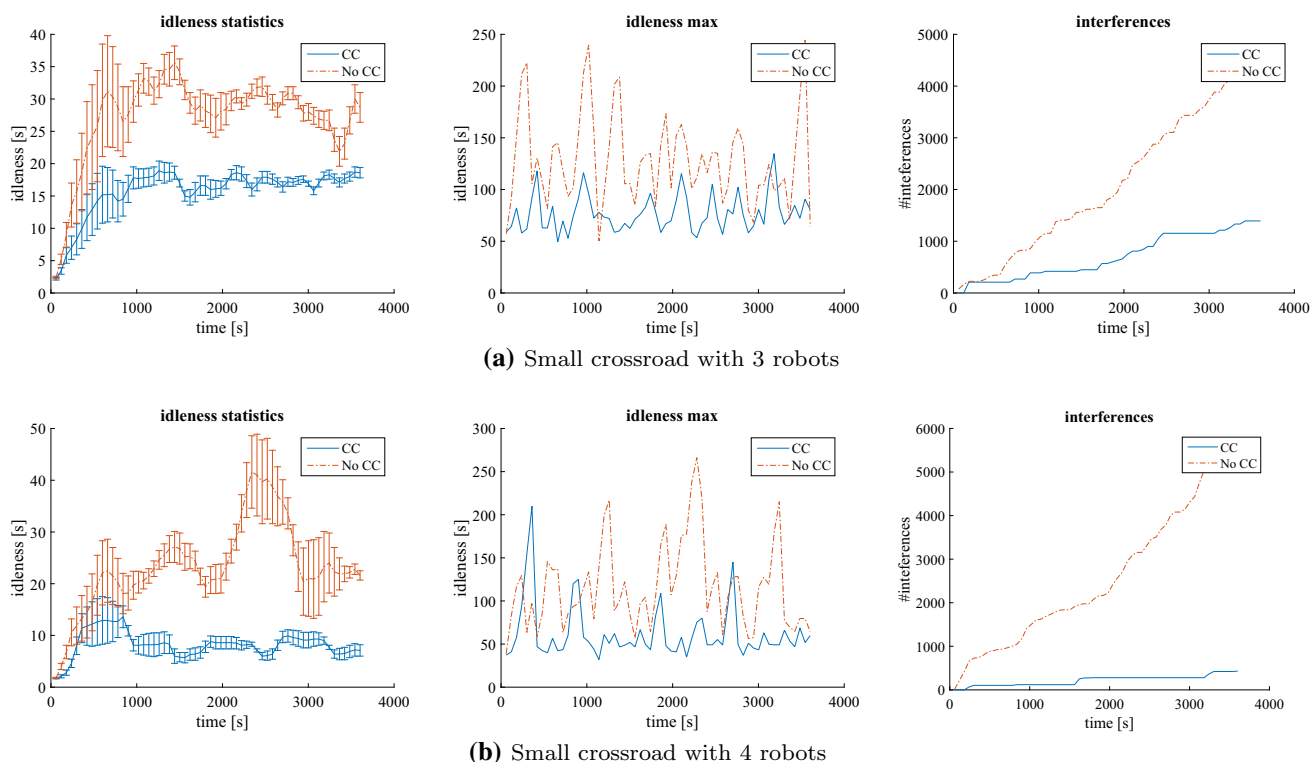 idleness statistics
idleness [s]
40
35
30
25
20
15
10
5
0
0 1000 2000 3000 4000
time [s]
CC
No CC
idleness max
idleness [s]
250
200
150
100
50
0
0 1000 2000 3000 4000
time [s]
CC
No CC
interferences
#interferences
5000
4000
3000
2000
1000
0
0 1000 2000 3000 4000
time [s]
CC
No CC
(a) Small crossroad with 3 robots
idleness statistics
idleness [s]
50
40
30
20
10
0
0 1000 2000 3000 4000
time [s]
CC
No CC
idleness max
idleness [s]
300
250
200
150
100
50
0
0 1000 2000 3000 4000
time [s]
CC
No CC
interferences
#interferences
6000
5000
4000
3000
2000
1000
0
0 1000 2000 3000 4000
time [s]
CC
No CC
(b) Small crossroad with 4 robots